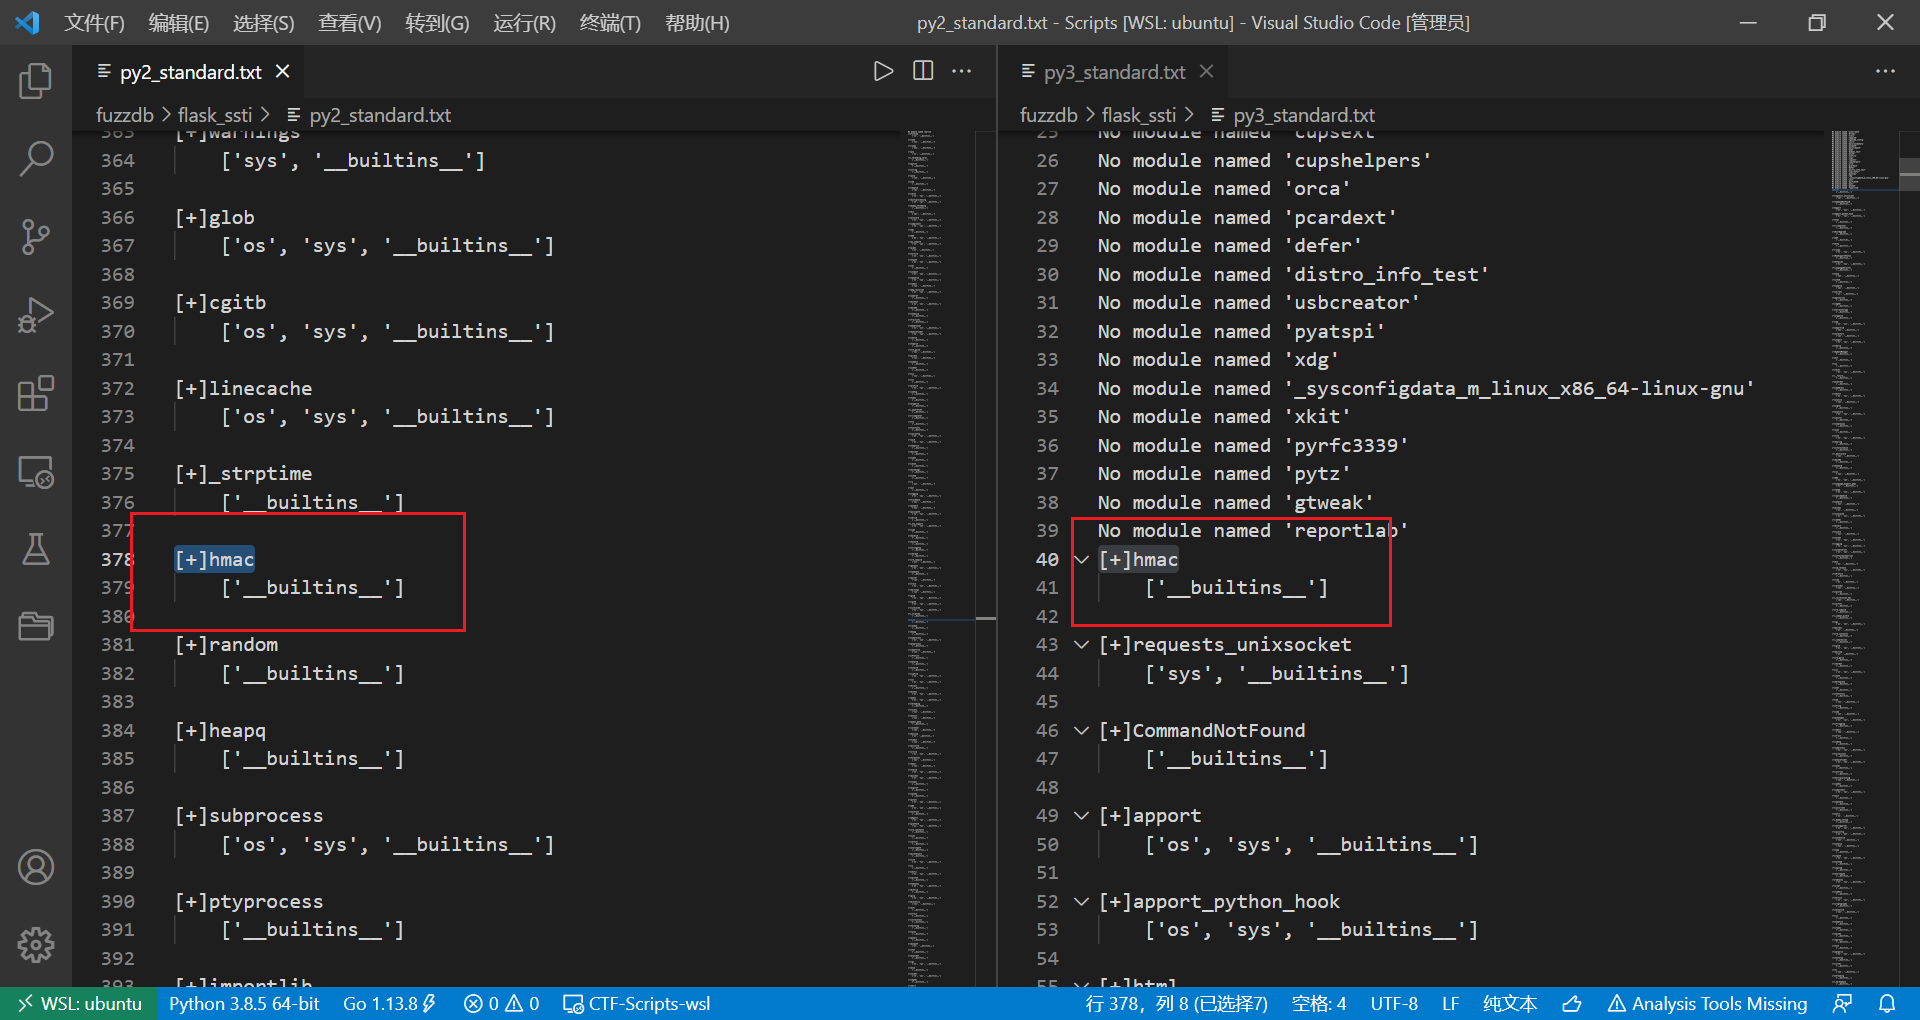 文件(F) 编辑(E) 选择(S) 查看(V) 转到(G) 运行(R) 终端(T) 帮助(H) py2_standard.txt - Scripts [WSL: ubuntu] - Visual Studio Code [管理员]
py2_standard.txt
fuzzdb > flask_ssti > py2_standard.txt
363 [+]warnings
364 ['sys', '__builtins__']
365
366 [+]glob
367 ['os', 'sys', '__builtins__']
368
369 [+]cgitb
370 ['os', 'sys', '__builtins__']
371
372 [+]linecache
373 ['os', 'sys', '__builtins__']
374
375 [+]_strptime
376 ['__builtins__']
377
378 [+]hmac
379 ['__builtins__']
380
381 [+]random
382 ['__builtins__']
383
384 [+]heapq
385 ['__builtins__']
386
387 [+]subprocess
388 ['os', 'sys', '__builtins__']
389
390 [+]ptyprocess
391 ['__builtins__']
392
393 [+]importlib
py3_standard.txt
fuzzdb > flask_ssti > py3_standard.txt
25 No module named 'cupsext'
26 No module named 'cupshelpers'
27 No module named 'orca'
28 No module named 'pcardext'
29 No module named 'defer'
30 No module named 'distro_info_test'
31 No module named 'usbcreator'
32 No module named 'pyatspi'
33 No module named 'xdg'
34 No module named '_sysconfigdata_m_linux_x86_64-linux-gnu'
35 No module named 'xkit'
36 No module named 'pyrfc3339'
37 No module named 'pytz'
38 No module named 'gtweak'
39 No module named 'reportlab'
40 [+]hmac
41 ['__builtins__']
42
43 [+]requests_unixsocket
44 ['sys', '__builtins__']
45
46 [+]CommandNotFound
47 ['__builtins__']
48
49 [+]apport
50 ['os', 'sys', '__builtins__']
51
52 [+]apport_python_hook
53 ['os', 'sys', '__builtins__']
54
55 [+]html
WSL: ubuntu Python 3.8.5 64-bit Go 1.13.8 0 0 CTF-Scripts-wsl 行 378，列 8 (已选择7) 空格: 4 UTF-8 LF 纯文本 Analysis Tools Missing